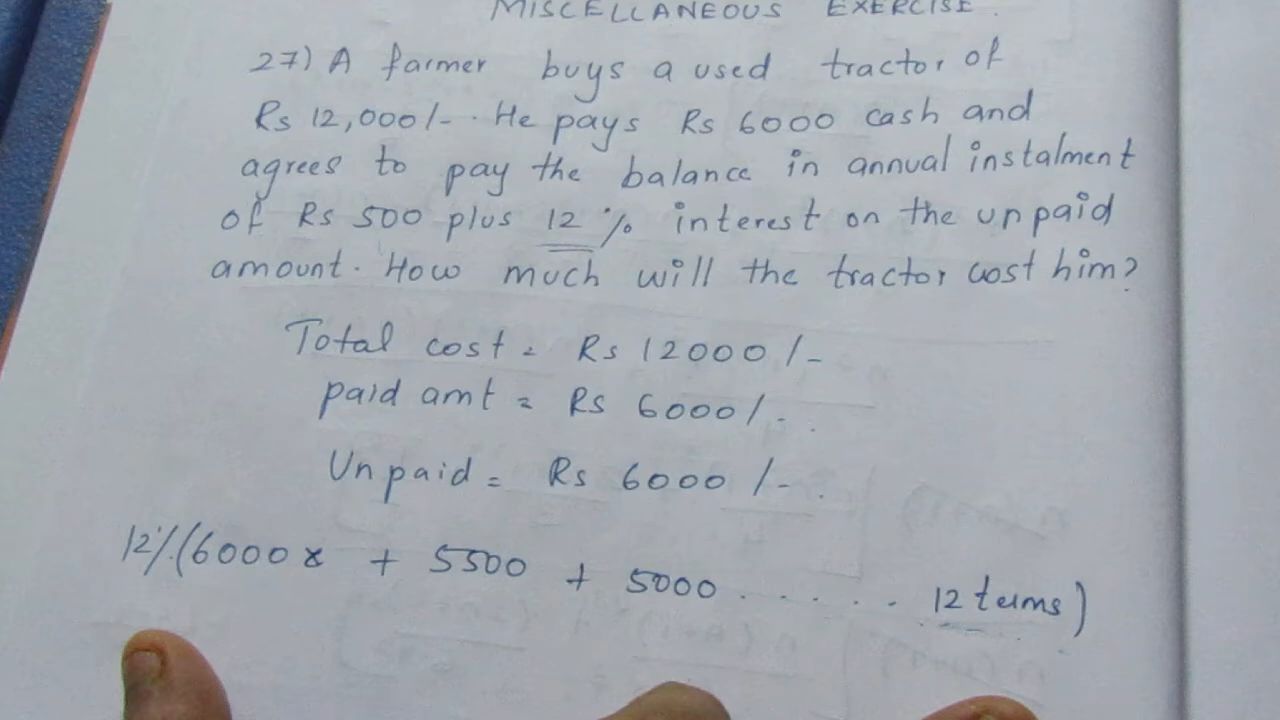 MISCELLANEOUS EXERCISE.
27) A farmer buys a used tractor of
Rs 12,000/-. He pays Rs 6000 cash and
agrees to pay the balance in annual instalment
of Rs 500 plus 12 % interest on the unpaid
amount. How much will the tractor cost him?
Total cost = Rs 12000/-
paid amt = Rs 6000/-.
Unpaid = Rs 6000/-.
12%(6000 x + 5500 + 5000 ...... 12 terms)